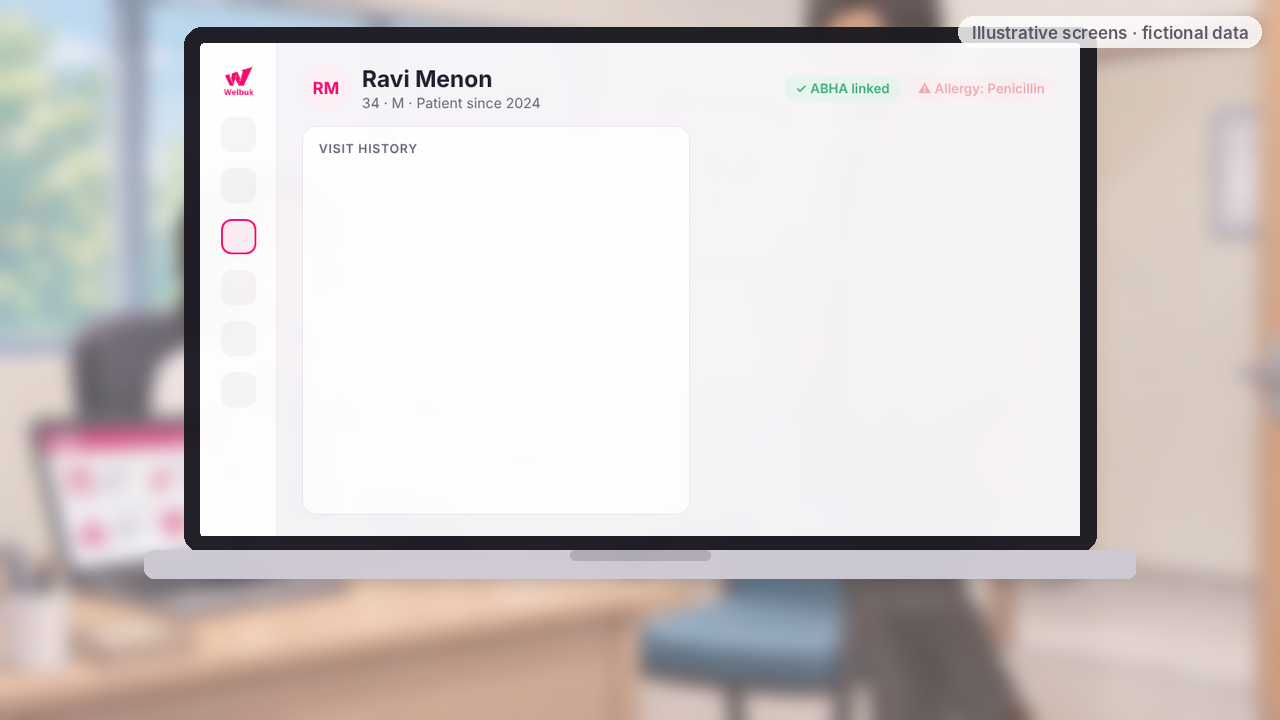 Illustrative screens · fictional data
Welbuk
RM
Ravi Menon
34 · M · Patient since 2024
✓ ABHA linked
⚠ Allergy: Penicillin
VISIT HISTORY